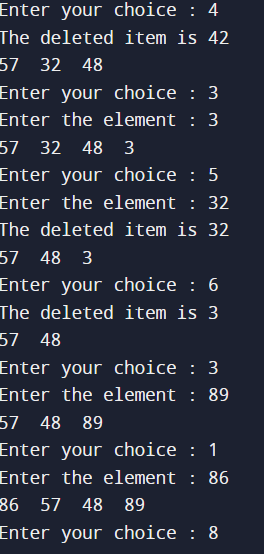 Enter your choice : 4
The deleted item is 42
57  32  48
Enter your choice : 3
Enter the element : 3
57  32  48  3
Enter your choice : 5
Enter the element : 32
The deleted item is 32
57  48  3
Enter your choice : 6
The deleted item is 3
57  48
Enter your choice : 3
Enter the element : 89
57  48  89
Enter your choice : 1
Enter the element : 86
86  57  48  89
Enter your choice : 8